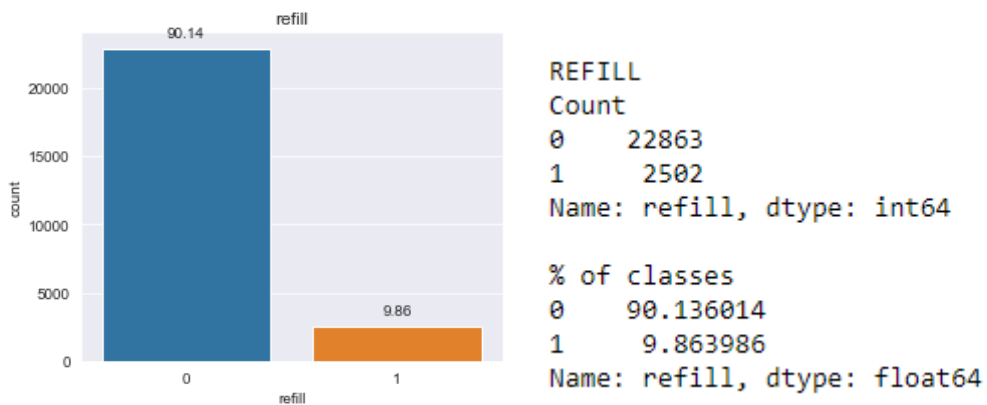 refill
90.14
20000
15000
10000
5000
0
count
9.86
0 1
refill
REFILL
Count
0 22863
1 2502
Name: refill, dtype: int64
% of classes
0 90.136014
1 9.863986
Name: refill, dtype: float64